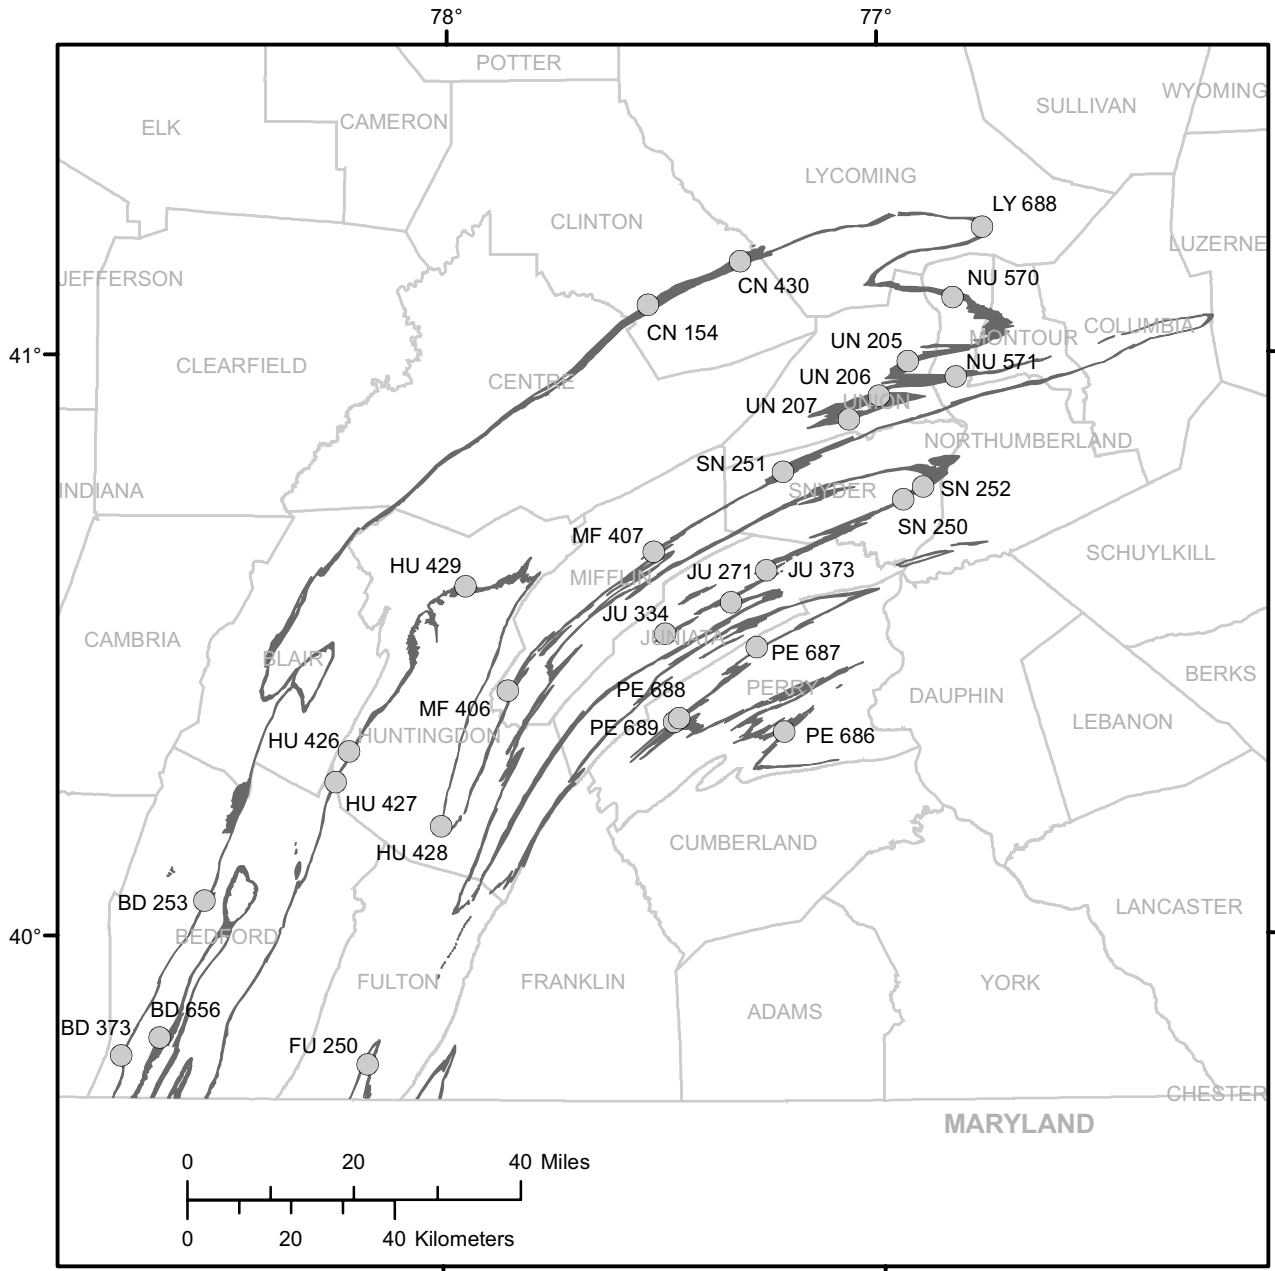 78°
77°
POTTER
WYOMING
SULLIVAN
CAMERON
ELK
LYCOMING
LY 688
CLINTON
LUZERNE
JEFFERSON
NU 570
CN 430
COLUMBIA
CN 154
MONTOUR
UN 205
41°
CLEARFIELD
NU 571
UN 206
CENTRE
UNION
UN 207
NORTHUMBERLAND
SN 251
INDIANA
SNYDER
SN 252
SN 250
MF 407
SCHUYLKILL
HU 429
JU 271
JU 373
MIFFLIN
JU 334
CAMBRIA
JUNIATA
PE 687
BLAIR
BERKS
PE 688
PERRY
DAUPHIN
MF 406
LEBANON
PE 689
HUNTINGDON
HU 426
PE 686
HU 427
CUMBERLAND
HU 428
BD 253
LANCASTER
40°
BEDFORD
FULTON
FRANKLIN
YORK
BD 656
ADAMS
BD 373
FU 250
CHESTER
MARYLAND
0 20 40 Miles
0 20 40 Kilometers